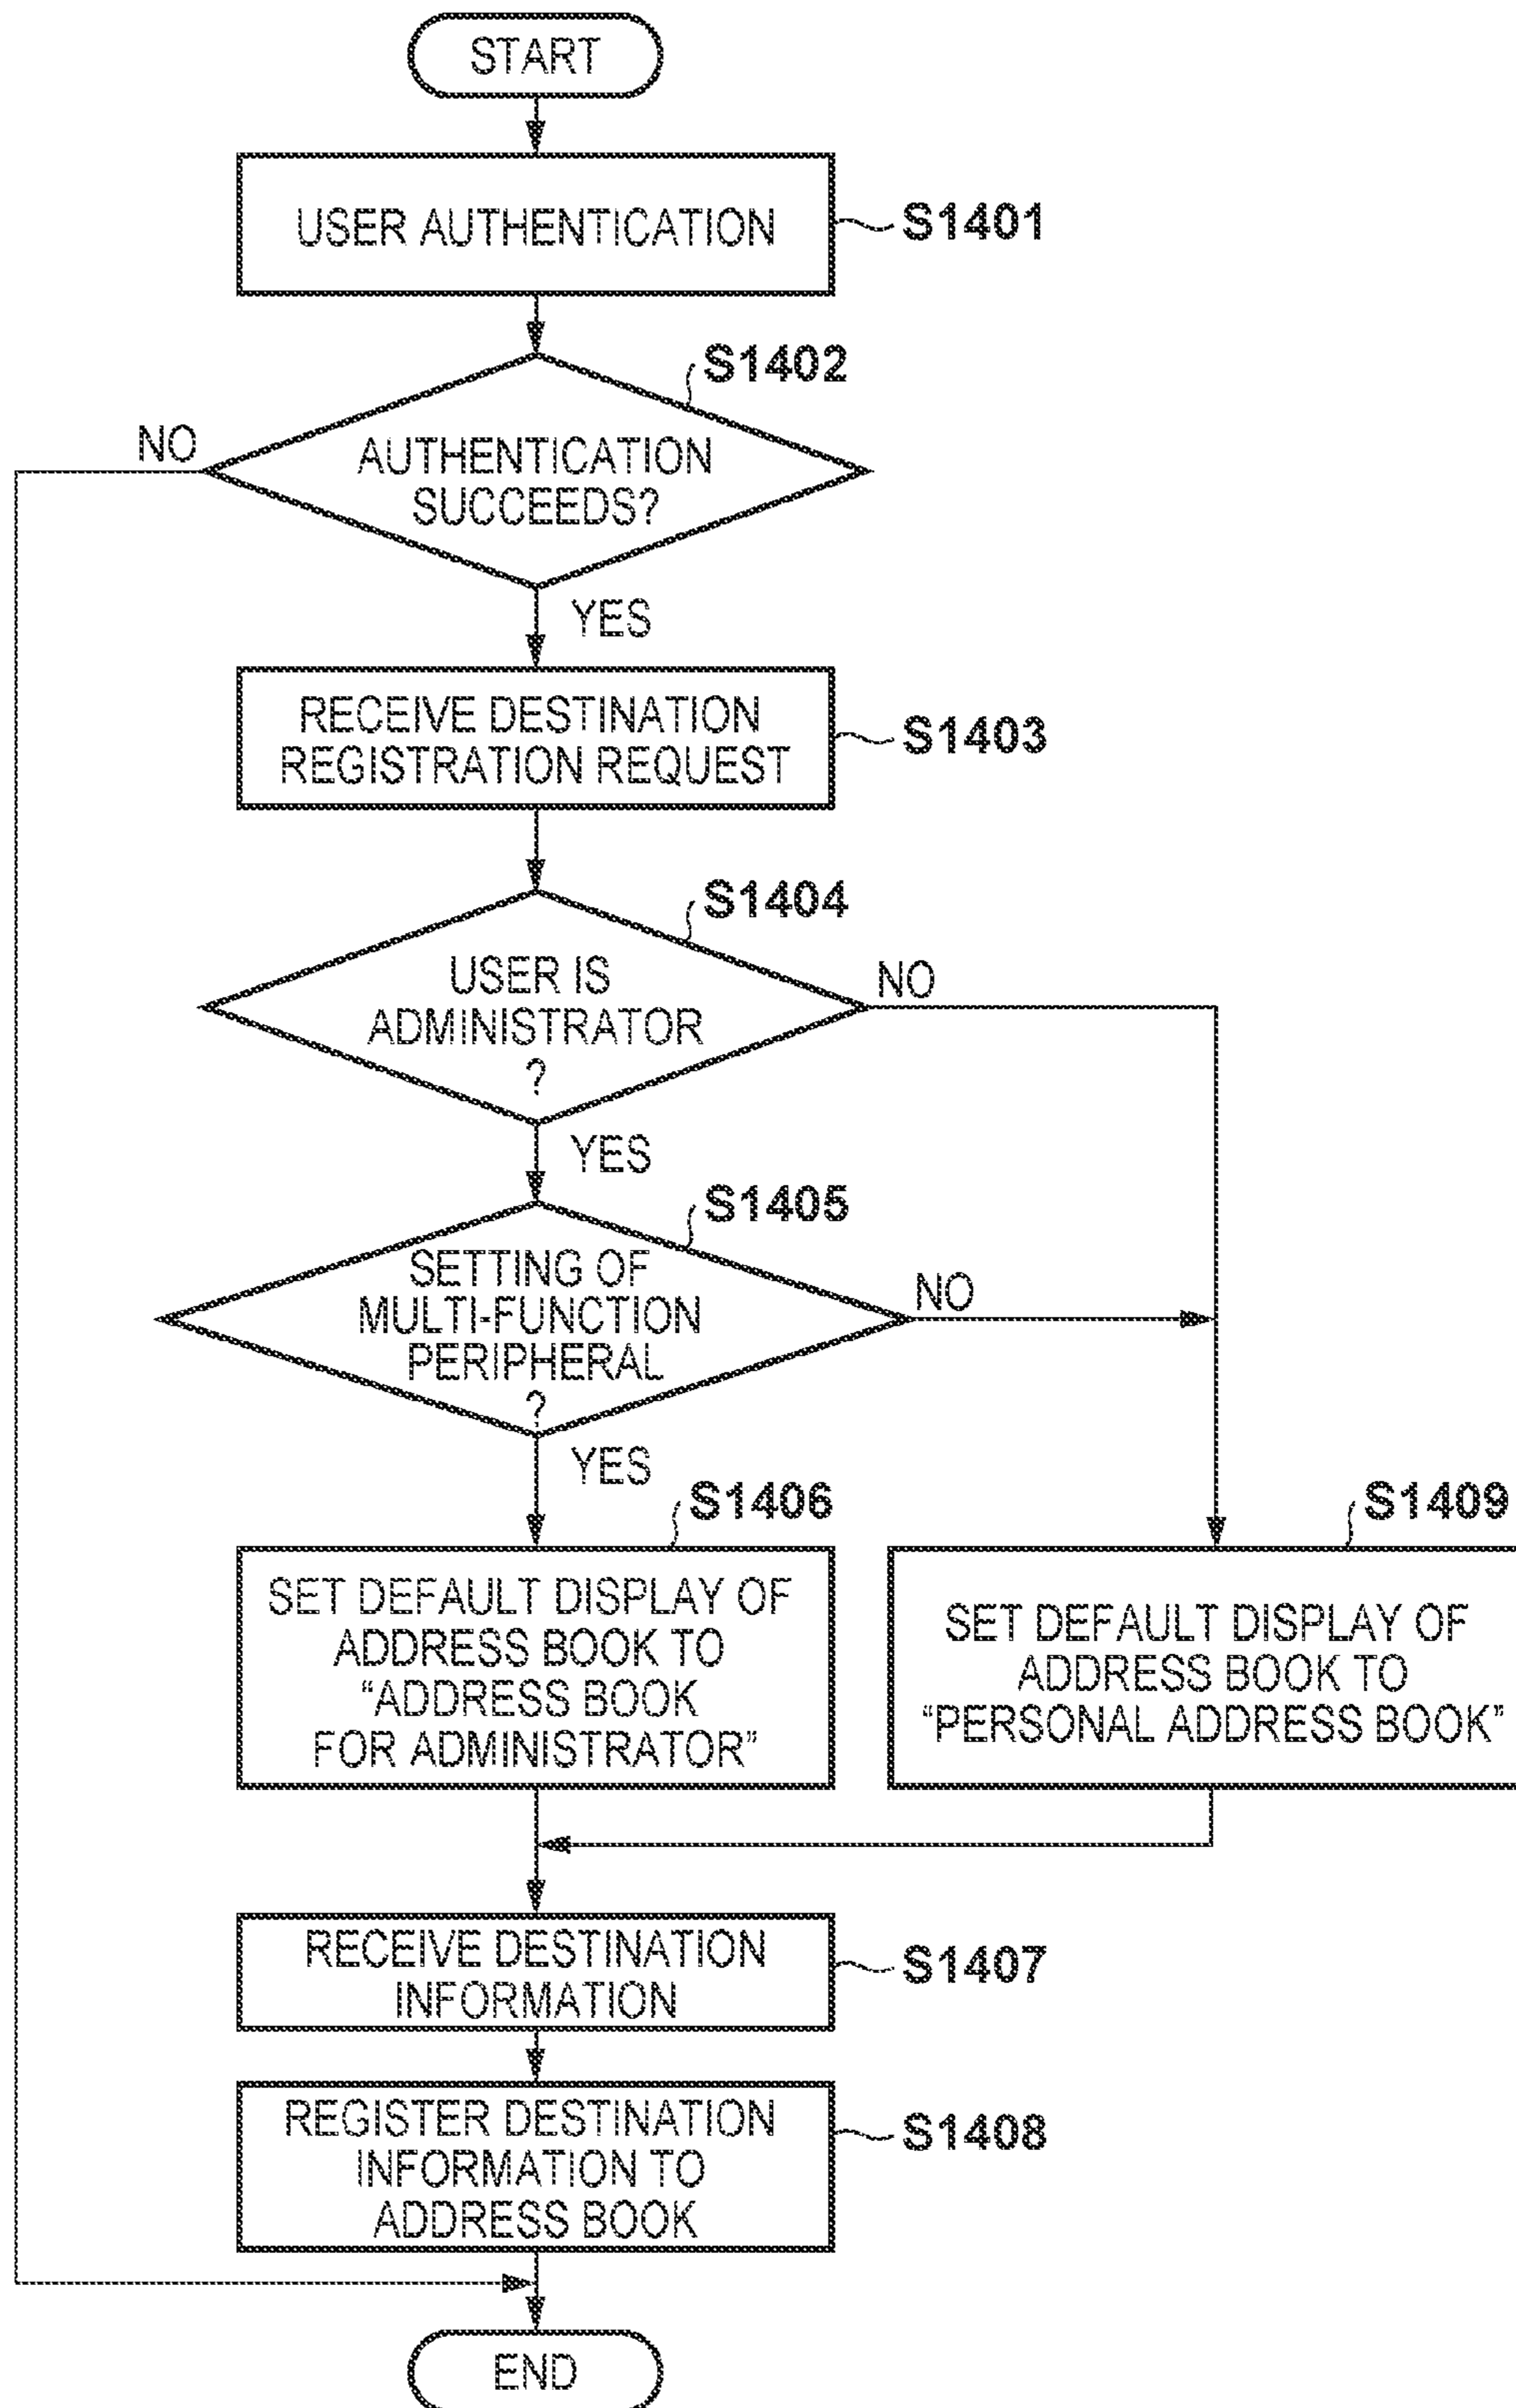 START
USER AUTHENTICATION
S1401
S1402
NO
AUTHENTICATION
SUCCEEDS?
YES
RECEIVE DESTINATION
REGISTRATION REQUEST
S1403
S1404
NO
USER IS
ADMINISTRATOR
?
YES
S1405
NO
SETTING OF
MULTI-FUNCTION
PERIPHERAL
?
YES
S1406
SET DEFAULT DISPLAY OF
ADDRESS BOOK TO
“ADDRESS BOOK
FOR ADMINISTRATOR”
S1409
SET DEFAULT DISPLAY OF
ADDRESS BOOK TO
“PERSONAL ADDRESS BOOK”
RECEIVE DESTINATION
INFORMATION
S1407
REGISTER DESTINATION
INFORMATION TO
ADDRESS BOOK
S1408
END